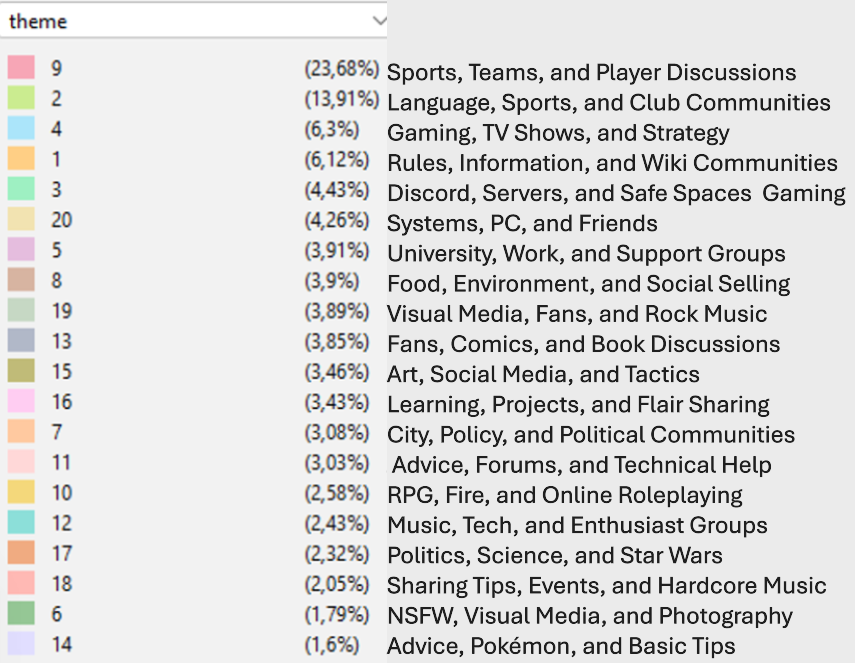 theme
9 (23,68%) Sports, Teams, and Player Discussions
2 (13,91%) Language, Sports, and Club Communities
4 (6,3%) Gaming, TV Shows, and Strategy
1 (6,12%) Rules, Information, and Wiki Communities
3 (4,43%) Discord, Servers, and Safe Spaces Gaming
20 (4,26%) Systems, PC, and Friends
5 (3,91%) University, Work, and Support Groups
8 (3,9%) Food, Environment, and Social Selling
19 (3,89%) Visual Media, Fans, and Rock Music
13 (3,85%) Fans, Comics, and Book Discussions
15 (3,46%) Art, Social Media, and Tactics
16 (3,43%) Learning, Projects, and Flair Sharing
7 (3,08%) City, Policy, and Political Communities
11 (3,03%) Advice, Forums, and Technical Help
10 (2,58%) RPG, Fire, and Online Roleplaying
12 (2,43%) Music, Tech, and Enthusiast Groups
17 (2,32%) Politics, Science, and Star Wars
18 (2,05%) Sharing Tips, Events, and Hardcore Music
6 (1,79%) NSFW, Visual Media, and Photography
14 (1,6%) Advice, Pokémon, and Basic Tips